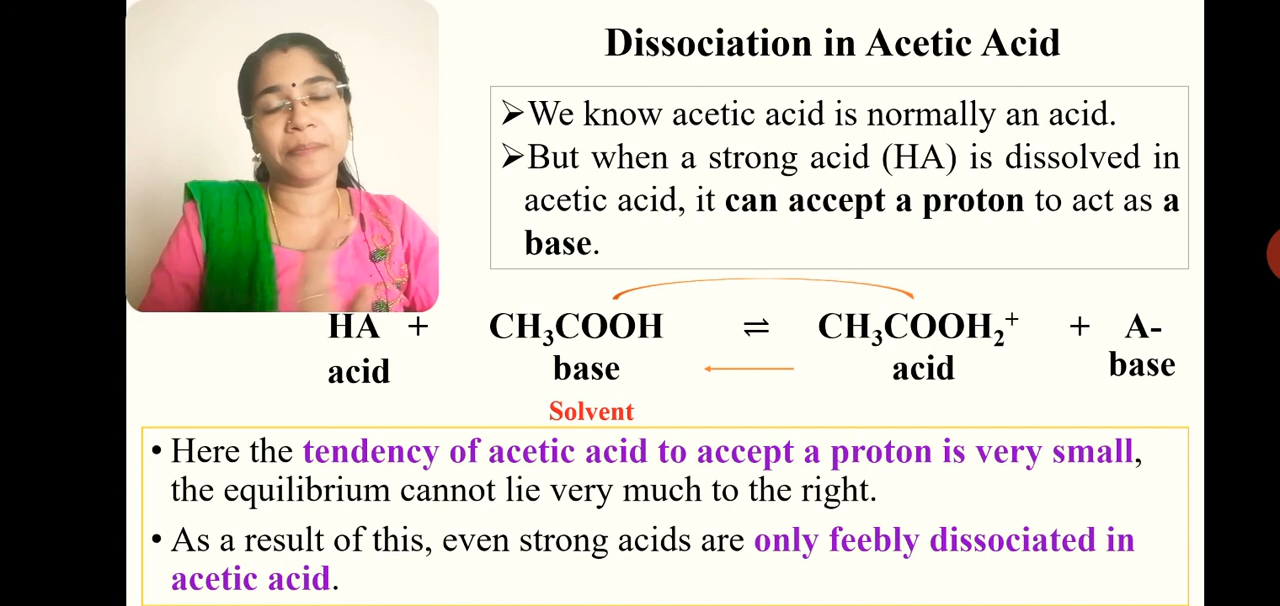 Dissociation in Acetic Acid
➢We know acetic acid is normally an acid.
➢But when a strong acid (HA) is dissolved in
acetic acid, it can accept a proton to act as a
base.
HA + CH₃COOH ⇌ CH₃COOH₂⁺ + A-
acid base ← acid base
Solvent
• Here the tendency of acetic acid to accept a proton is very small,
the equilibrium cannot lie very much to the right.
• As a result of this, even strong acids are only feebly dissociated in
acetic acid.